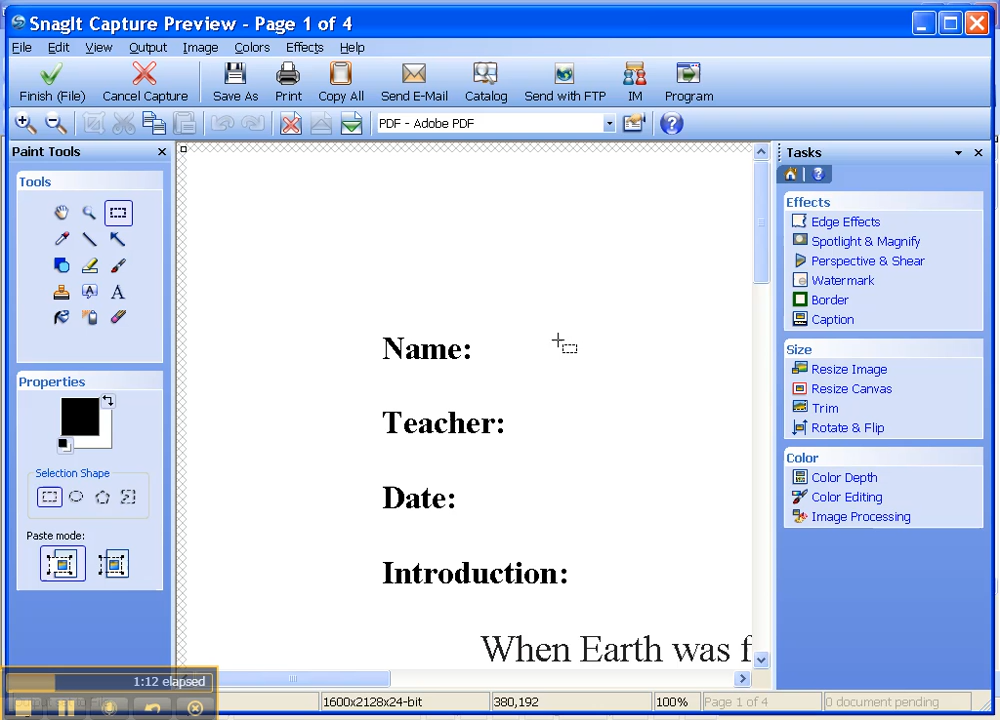 SnagIt Capture Preview - Page 1 of 4
File Edit View Output Image Colors Effects Help
Finish (File) Cancel Capture Save As Print Copy All Send E-Mail Catalog Send with FTP IM Program
PDF - Adobe PDF
Paint Tools
Tools
Properties
Selection Shape
Paste mode:
Name:
Teacher:
Date:
Introduction:
When Earth was f
Tasks
Effects
Edge Effects
Spotlight & Magnify
Perspective & Shear
Watermark
Border
Caption
Size
Resize Image
Resize Canvas
Trim
Rotate & Flip
Color
Color Depth
Color Editing
Image Processing
1:12 elapsed
1600x2128x24-bit 380,192 100% Page 1 of 4 0 document pending